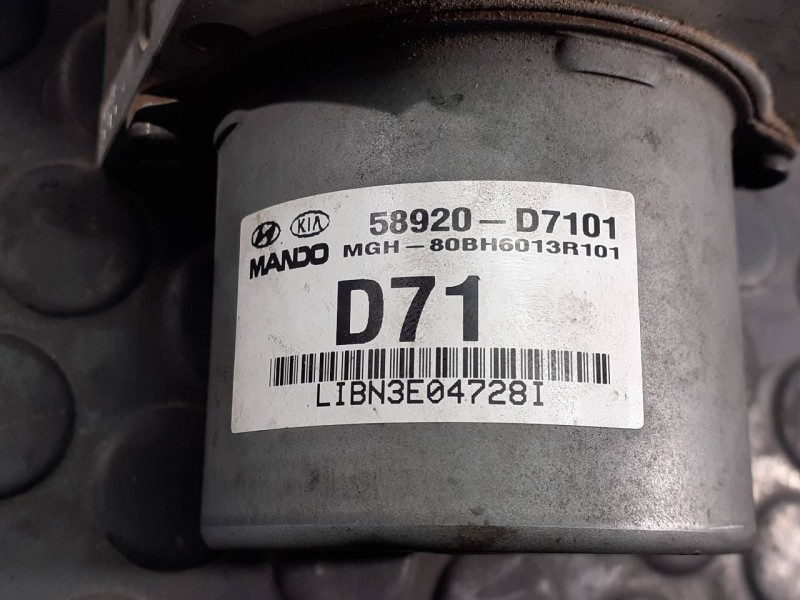 KIA 58920-D7101
MANDO MGH-80BH6013R101
D71
LIBN3E04728I